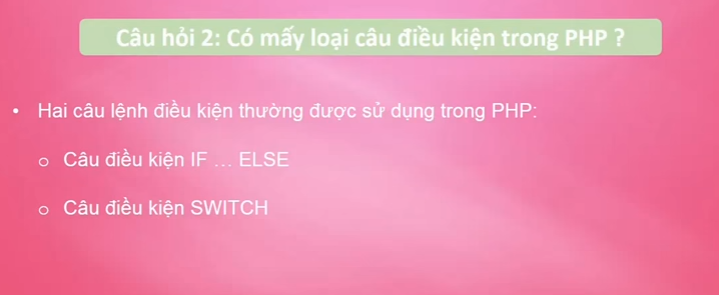 Câu hỏi 2: Có mấy loại câu điều kiện trong PHP ?
• Hai câu lệnh điều kiện thường được sử dụng trong PHP:
o Câu điều kiện IF … ELSE
o Câu điều kiện SWITCH